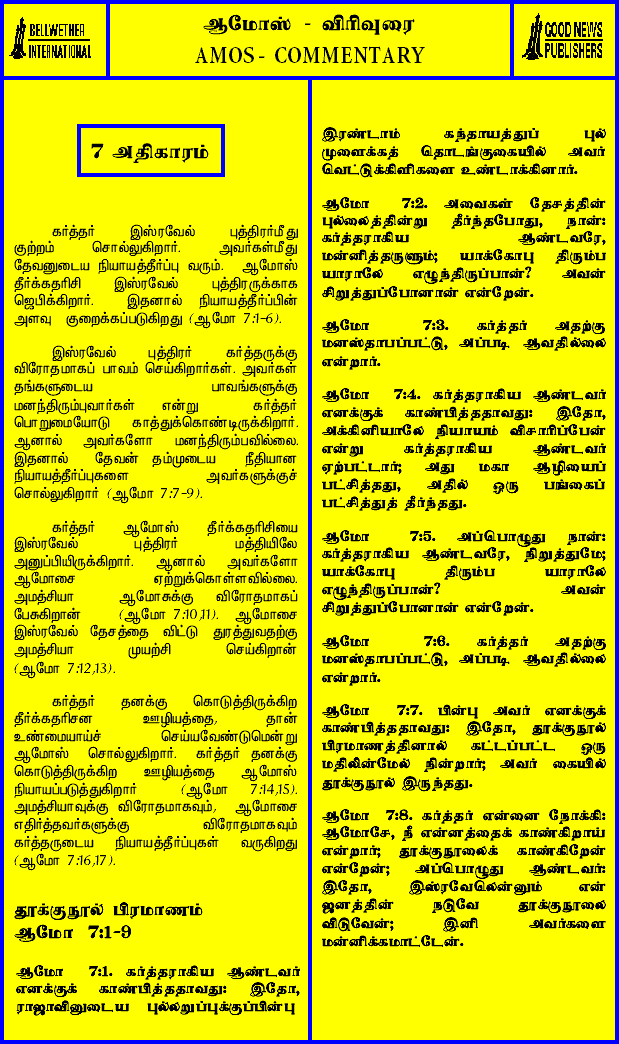 BELLWETHER
INTERNATIONAL
ஆமோஸ் - விரிவுரை
AMOS - COMMENTARY
GOOD NEWS
PUBLISHERS
7 அதிகாரம்
கர்த்தர் இஸ்ரவேல் புத்திரர்மீது
குற்றம் சொல்லுகிறார். அவர்கள்மீது
தேவனுடைய நியாயத்தீர்ப்பு வரும். ஆமோஸ்
தீர்க்கதரிசி இஸ்ரவேல் புத்திரருக்காக
ஜெபிக்கிறார். இதனால் நியாயத்தீர்ப்பின்
அளவு குறைக்கப்படுகிறது (ஆமோ 7:1-6).
இஸ்ரவேல் புத்திரர் கர்த்தருக்கு
விரோதமாகப் பாவம் செய்கிறார்கள். அவர்கள்
தங்களுடைய பாவங்களுக்கு
மனந்திரும்புவார்கள் என்று கர்த்தர்
பொறுமையோடு காத்துக்கொண்டிருக்கிறார்.
ஆனால் அவர்களோ மனந்திரும்பவில்லை.
இதனால் தேவன் தம்முடைய நீதியான
நியாயத்தீர்ப்புகளை அவர்களுக்குச்
சொல்லுகிறார் (ஆமோ 7:7-9).
கர்த்தர் ஆமோஸ் தீர்க்கதரிசியை
இஸ்ரவேல் புத்திரர் மத்தியிலே
அனுப்பியிருக்கிறார். ஆனால் அவர்களோ
ஆமோசை ஏற்றுக்கொள்ளவில்லை.
அமத்சியா ஆமோசுக்கு விரோதமாகப்
பேசுகிறான் (ஆமோ 7:10,11). ஆமோசை
இஸ்ரவேல் தேசத்தை விட்டு துரத்துவதற்கு
அமத்சியா முயற்சி செய்கிறான்
(ஆமோ 7:12,13).
கர்த்தர் தனக்கு கொடுத்திருக்கிற
தீர்க்கதரிசன ஊழியத்தை, தான்
உண்மையாய்ச் செய்யவேண்டுமென்று
ஆமோஸ் சொல்லுகிறார். கர்த்தர் தனக்கு
கொடுத்திருக்கிற ஊழியத்தை ஆமோஸ்
நியாயப்படுத்துகிறார் (ஆமோ 7:14,15).
அமத்சியாவுக்கு விரோதமாகவும், ஆமோசை
எதிர்த்தவர்களுக்கு விரோதமாகவும்
கர்த்தருடைய நியாயத்தீர்ப்புகள் வருகிறது
(ஆமோ 7:16,17).
தூக்குநூல் பிரமாணம்
ஆமோ 7:1-9
ஆமோ 7:1. கர்த்தராகிய ஆண்டவர்
எனக்குக் காண்பித்ததாவது: இதோ,
ராஜாவினுடைய புல்லறுப்புக்குப்பின்பு
இரண்டாம் கந்தாயத்துப் புல்
முளைக்கத் தொடங்குகையில் அவர்
வெட்டுக்கிளிகளை உண்டாக்கினார்.
ஆமோ 7:2. அவைகள் தேசத்தின்
புல்லைத்தின்று தீர்ந்தபோது, நான்:
கர்த்தராகிய ஆண்டவரே,
மன்னித்தருளும்; யாக்கோபு திரும்ப
யாராலே எழுந்திருப்பான்? அவன்
சிறுத்துப்போனான் என்றேன்.
ஆமோ 7:3. கர்த்தர் அதற்கு
மனஸ்தாபப்பட்டு, அப்படி ஆவதில்லை
என்றார்.
ஆமோ 7:4. கர்த்தராகிய ஆண்டவர்
எனக்குக் காண்பித்ததாவது: இதோ,
அக்கினியாலே நியாயம் விசாரிப்பேன்
என்று கர்த்தராகிய ஆண்டவர்
ஏற்பட்டார்; அது மகா ஆழியைப்
பட்சித்தது, அதில் ஒரு பங்கைப்
பட்சித்துத் தீர்ந்தது.
ஆமோ 7:5. அப்பொழுது நான்:
கர்த்தராகிய ஆண்டவரே, நிறுத்துமே;
யாக்கோபு திரும்ப யாராலே
எழுந்திருப்பான்? அவன்
சிறுத்துப்போனான் என்றேன்.
ஆமோ 7:6. கர்த்தர் அதற்கு
மனஸ்தாபப்பட்டு, அப்படி ஆவதில்லை
என்றார்.
ஆமோ 7:7. பின்பு அவர் எனக்குக்
காண்பித்ததாவது: இதோ, தூக்குநூல்
பிரமாணத்தினால் கட்டப்பட்ட ஒரு
மதிலின்மேல் நின்றார்; அவர் கையில்
தூக்குநூல் இருந்தது.
ஆமோ 7:8. கர்த்தர் என்னை நோக்கி:
ஆமோசே, நீ என்னத்தைக் காண்கிறாய்
என்றார்; தூக்குநூலைக் காண்கிறேன்
என்றேன்; அப்பொழுது ஆண்டவர்:
இதோ, இஸ்ரவேலென்னும் என்
ஜனத்தின் நடுவே தூக்குநூலை
விடுவேன்; இனி அவர்களை
மன்னிக்கமாட்டேன்.